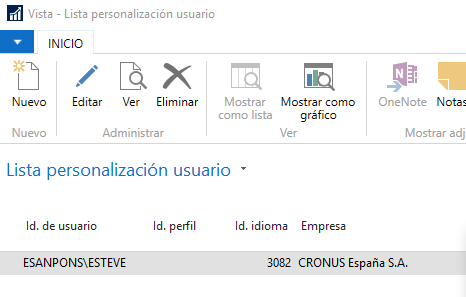 Vista - Lista personalización usuario
INICIO
Nuevo
Editar
Ver
Eliminar
Mostrar como lista
Mostrar como gráfico
OneNote
Notas
Nuevo
Administrar
Ver
Mostrar adj
Lista personalización usuario
Id. de usuario Id. perfil Id. idioma Empresa
ESANPONS\ESTEVE 3082 CRONUS España S.A.